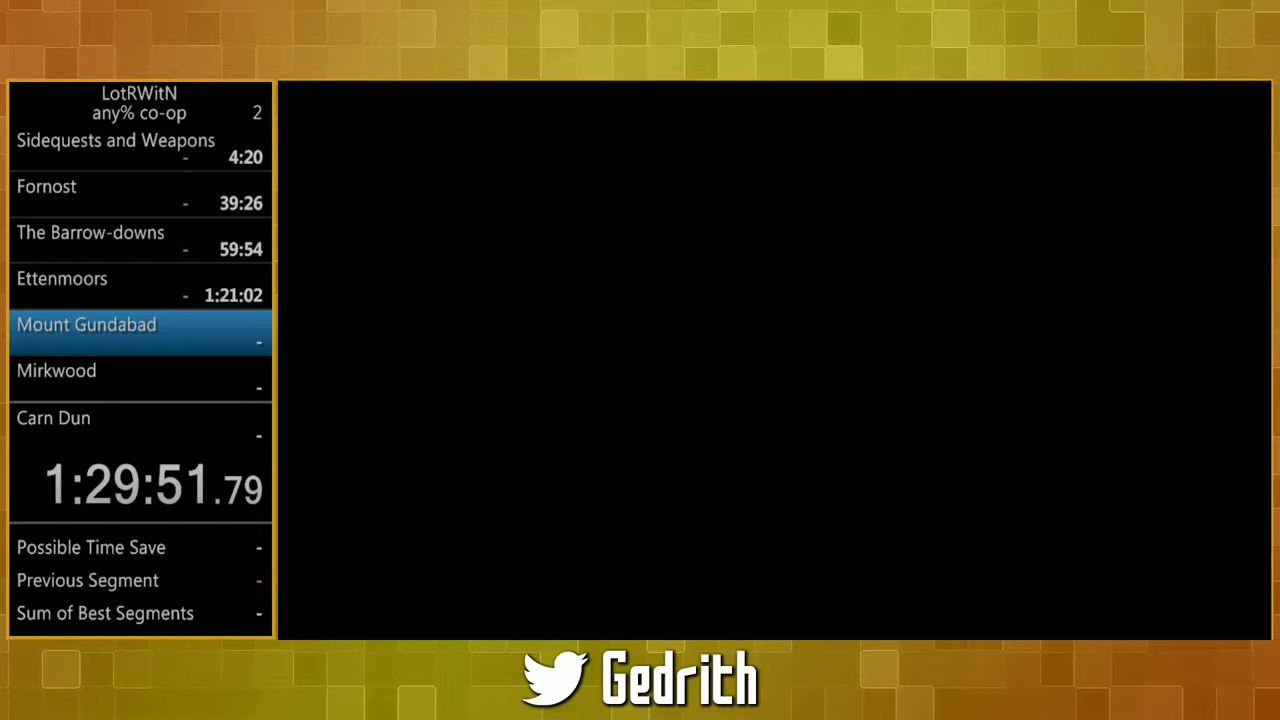 LotRWitN
any% co-op 2
Sidequests and Weapons
- 4:20
Fornost
- 39:26
The Barrow-downs
- 59:54
Ettenmoors
- 1:21:02
Mount Gundabad
-
Mirkwood
-
Carn Dun
-
1:29:51.79
Possible Time Save -
Previous Segment -
Sum of Best Segments -
Gedrith